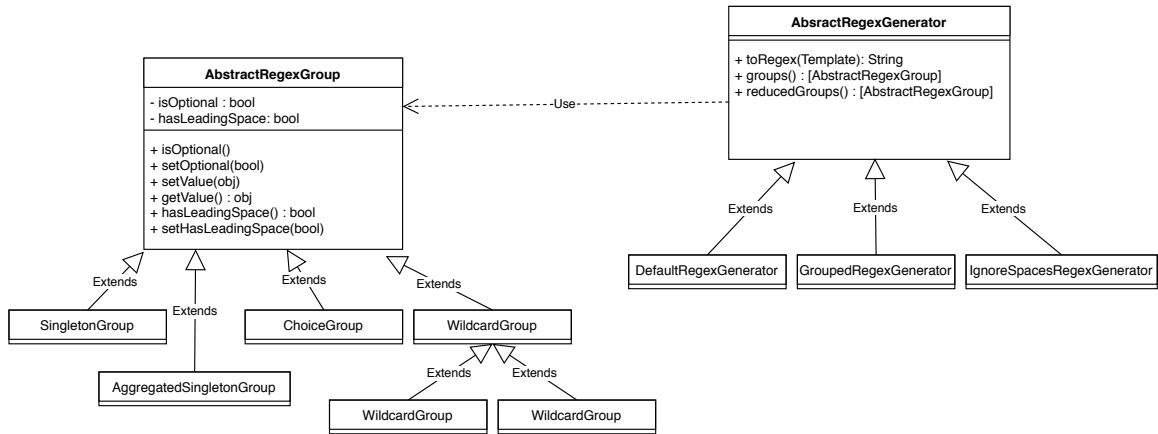 AbsractRegexGenerator
+ toRegex(Template): String
+ groups() : [AbstractRegexGroup]
+ reducedGroups() : [AbstractRegexGroup]
AbstractRegexGroup
- isOptional : bool
- hasLeadingSpace: bool
+ isOptional()
+ setOptional(bool)
+ setValue(obj)
+ getValue() : obj
+ hasLeadingSpace() : bool
+ setHasLeadingSpace(bool)
Use
Extends
Extends
Extends
DefaultRegexGenerator
GroupedRegexGenerator
IgnoreSpacesRegexGenerator
Extends
Extends
Extends
Extends
SingletonGroup
ChoiceGroup
WildcardGroup
AggregatedSingletonGroup
Extends
Extends
WildcardGroup
WildcardGroup